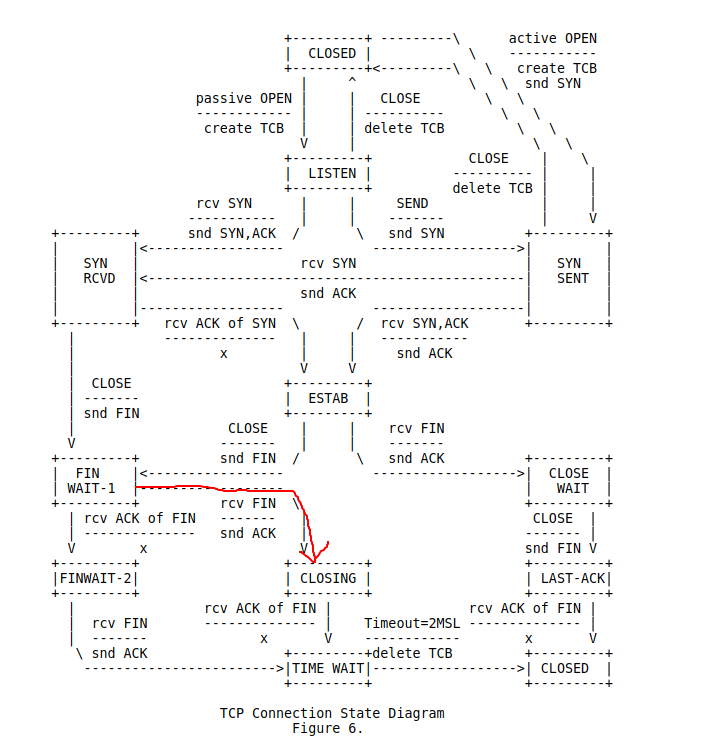 +---------+ ---------\      active OPEN
|  CLOSED |            \    -----------
+---------+<---------\   \   create TCB
  |     ^              \   \  snd SYN
passive OPEN |     |   CLOSE        \   \
------------ |     | ----------       \   \
create TCB  |     | delete TCB         \   \
V     |                      \   \
+---------+            CLOSE    |    \
|  LISTEN |          ---------- |     |
+---------+          delete TCB |     |
rcv SYN      |     |     SEND              |     |
-----------   |     |    -------            |     V
+---------+      snd SYN,ACK  /       \   snd SYN          +---------+
|         |<-----------------           ------------------>|         |
|   SYN   |                    rcv SYN                     |   SYN   |
|   RCVD  |<-----------------------------------------------|   SENT  |
|         |                    snd ACK                     |         |
|         |------------------           -------------------|         |
+---------+   rcv ACK of SYN  \       /  rcv SYN,ACK       +---------+
|           --------------   |     |   -----------
|                  x         |     |     snd ACK
|                            V     V
|  CLOSE                   +---------+
| -------                  |  ESTAB  |
| snd FIN                  +---------+
|                   CLOSE    |     |    rcv FIN
V                  -------   |     |    -------
+---------+          snd FIN  /       \   snd ACK          +---------+
|  FIN    |<-----------------           ------------------>|  CLOSE  |
| WAIT-1  |------------------                              |   WAIT  |
+---------+          rcv FIN  \                            +---------+
| rcv ACK of FIN   -------   |                            CLOSE  |
| --------------   snd ACK   |                           ------- |
V        x                   V                           snd FIN V
+---------+                  +---------+                   +---------+
|FINWAIT-2|                  | CLOSING |                   | LAST-ACK|
+---------+                  +---------+                   +---------+
|                rcv ACK of FIN |                 rcv ACK of FIN |
|  rcv FIN       -------------- |    Timeout=2MSL -------------- |
|  -------              x       V    ------------        x       V
\ snd ACK                 +---------+delete TCB         +---------+
------------------------>|TIME WAIT|------------------>| CLOSED  |
+---------+                   +---------+
TCP Connection State Diagram
Figure 6.